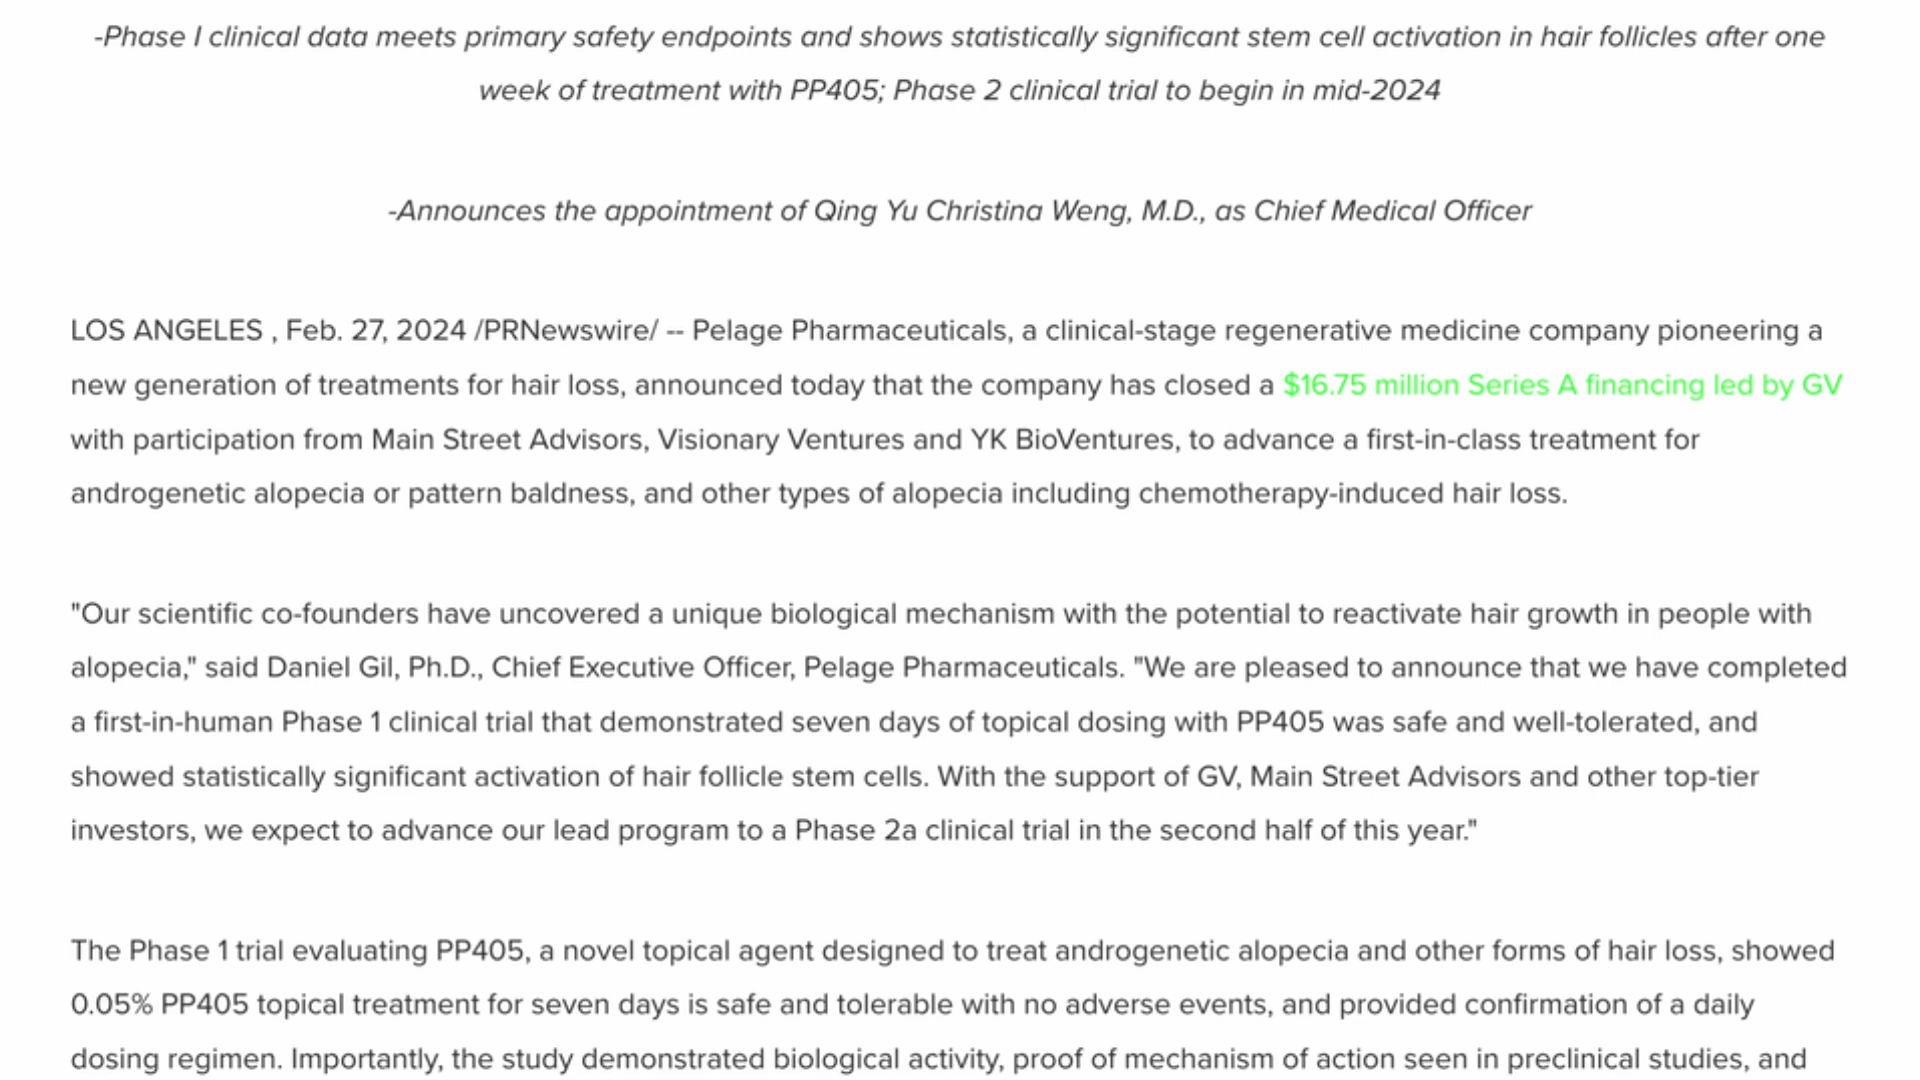 -Phase I clinical data meets primary safety endpoints and shows statistically significant stem cell activation in hair follicles after one
week of treatment with PP405; Phase 2 clinical trial to begin in mid-2024
-Announces the appointment of Qing Yu Christina Weng, M.D., as Chief Medical Officer
LOS ANGELES , Feb. 27, 2024 /PRNewswire/ -- Pelage Pharmaceuticals, a clinical-stage regenerative medicine company pioneering a
new generation of treatments for hair loss, announced today that the company has closed a $16.75 million Series A financing led by GV
with participation from Main Street Advisors, Visionary Ventures and YK BioVentures, to advance a first-in-class treatment for
androgenetic alopecia or pattern baldness, and other types of alopecia including chemotherapy-induced hair loss.
"Our scientific co-founders have uncovered a unique biological mechanism with the potential to reactivate hair growth in people with
alopecia," said Daniel Gil, Ph.D., Chief Executive Officer, Pelage Pharmaceuticals. "We are pleased to announce that we have completed
a first-in-human Phase 1 clinical trial that demonstrated seven days of topical dosing with PP405 was safe and well-tolerated, and
showed statistically significant activation of hair follicle stem cells. With the support of GV, Main Street Advisors and other top-tier
investors, we expect to advance our lead program to a Phase 2a clinical trial in the second half of this year."
The Phase 1 trial evaluating PP405, a novel topical agent designed to treat androgenetic alopecia and other forms of hair loss, showed
0.05% PP405 topical treatment for seven days is safe and tolerable with no adverse events, and provided confirmation of a daily
dosing regimen. Importantly, the study demonstrated biological activity, proof of mechanism of action seen in preclinical studies, and